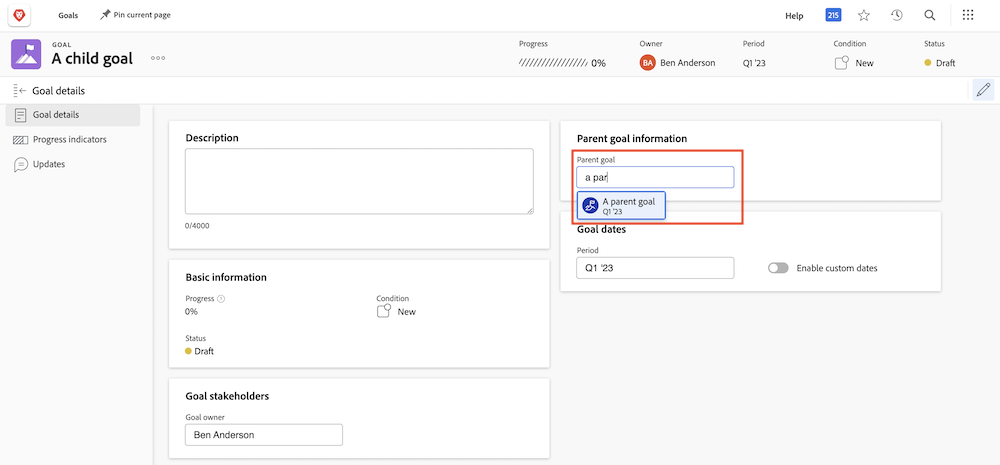 Goals
Pin current page
Help
215
GOAL
A child goal
Progress
0%
Owner
BA Ben Anderson
Period
Q1 '23
Condition
New
Status
Draft
Goal details
Goal details
Progress indicators
Updates
Description
0/4000
Basic information
Progress
0%
Condition
New
Status
Draft
Goal stakeholders
Goal owner
Ben Anderson
Parent goal information
Parent goal
a par
A parent goal
Q1 '23
Goal dates
Period
Q1 '23
Enable custom dates